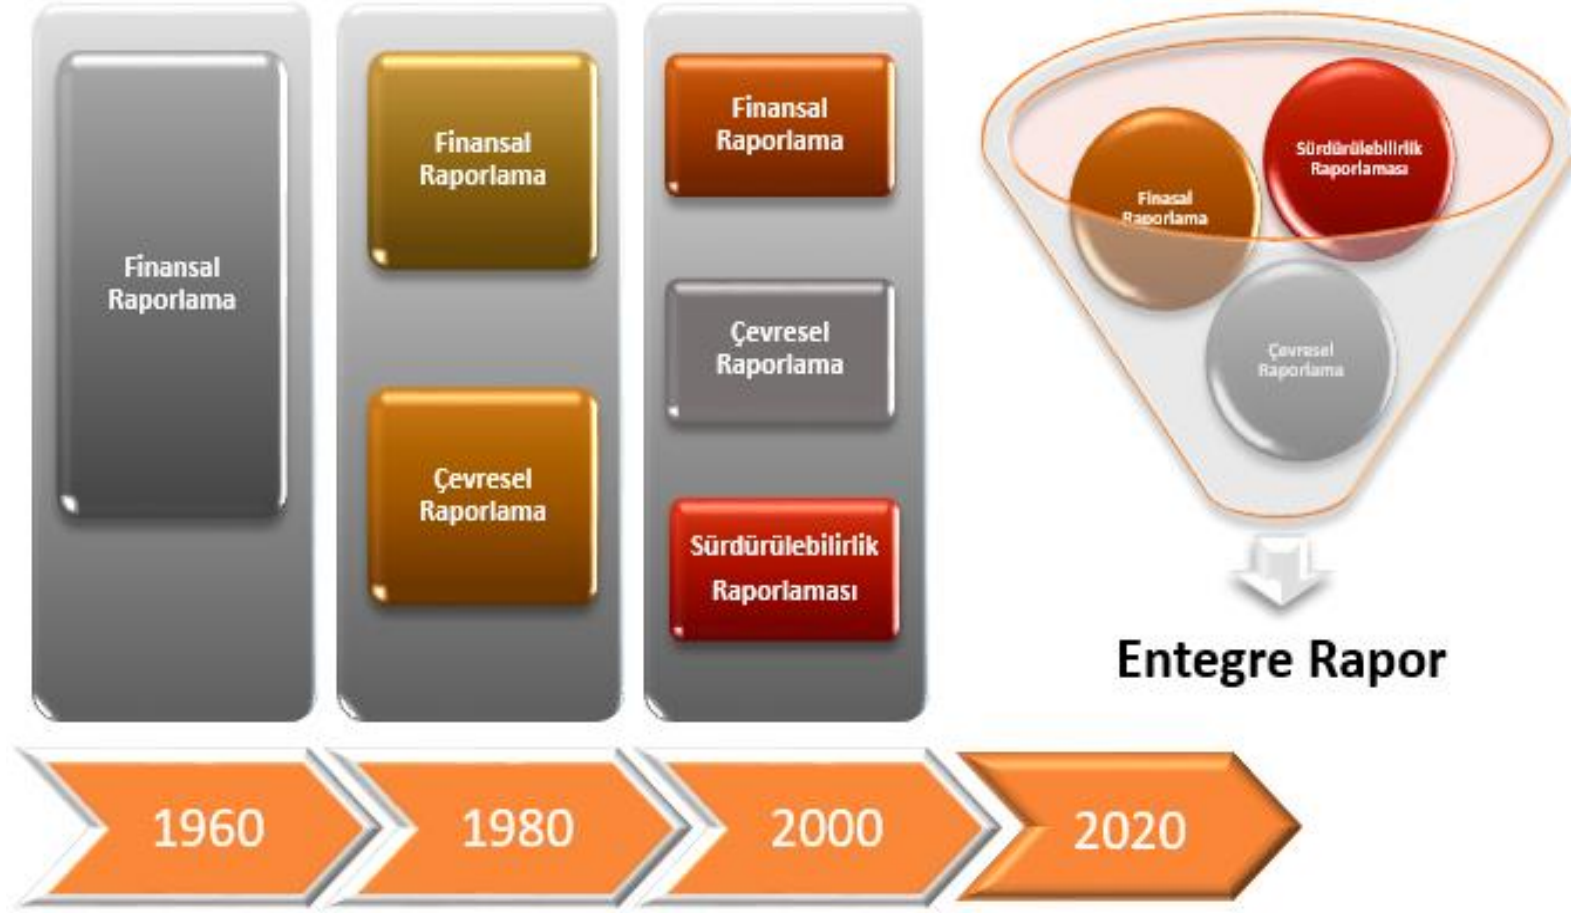 Finansal
Raporlama
Finansal
Raporlama
Çevresel
Raporlama
Finansal
Raporlama
Çevresel
Raporlama
Sürdürülebilirlik
Raporlaması
Sürdürülebilirlik
Raporlaması
Finasal
Raporlama
Çevresel
Raporlama
Entegre Rapor
1960
1980
2000
2020